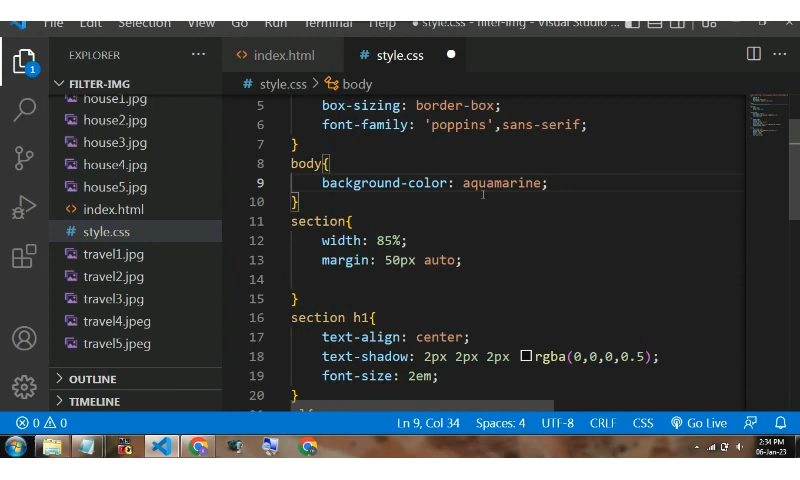 File Edit Selection View Go Run Terminal Help ● style.css - filter-img - Visual Studio ...
EXPLORER ...
index.html
# style.css ●
FILTER-IMG
# style.css > body
house1.jpg
house2.jpg
house3.jpg
house4.jpg
house5.jpg
<> index.html
# style.css
travel1.jpg
travel2.jpg
travel3.jpg
travel4.jpeg
travel5.jpeg
OUTLINE
TIMELINE
1
5 box-sizing: border-box;
6 font-family: 'poppins',sans-serif;
7 }
8 body{
9 background-color: aquamarine;
10 }
11 section{
12 width: 85%;
13 margin: 50px auto;
14
15 }
16 section h1{
17 text-align: center;
18 text-shadow: 2px 2px 2px rgba(0,0,0,0.5);
19 font-size: 2em;
20 }
0 0
Ln 9, Col 34 Spaces: 4 UTF-8 CRLF CSS Go Live
2:34 PM
06-Jan-23